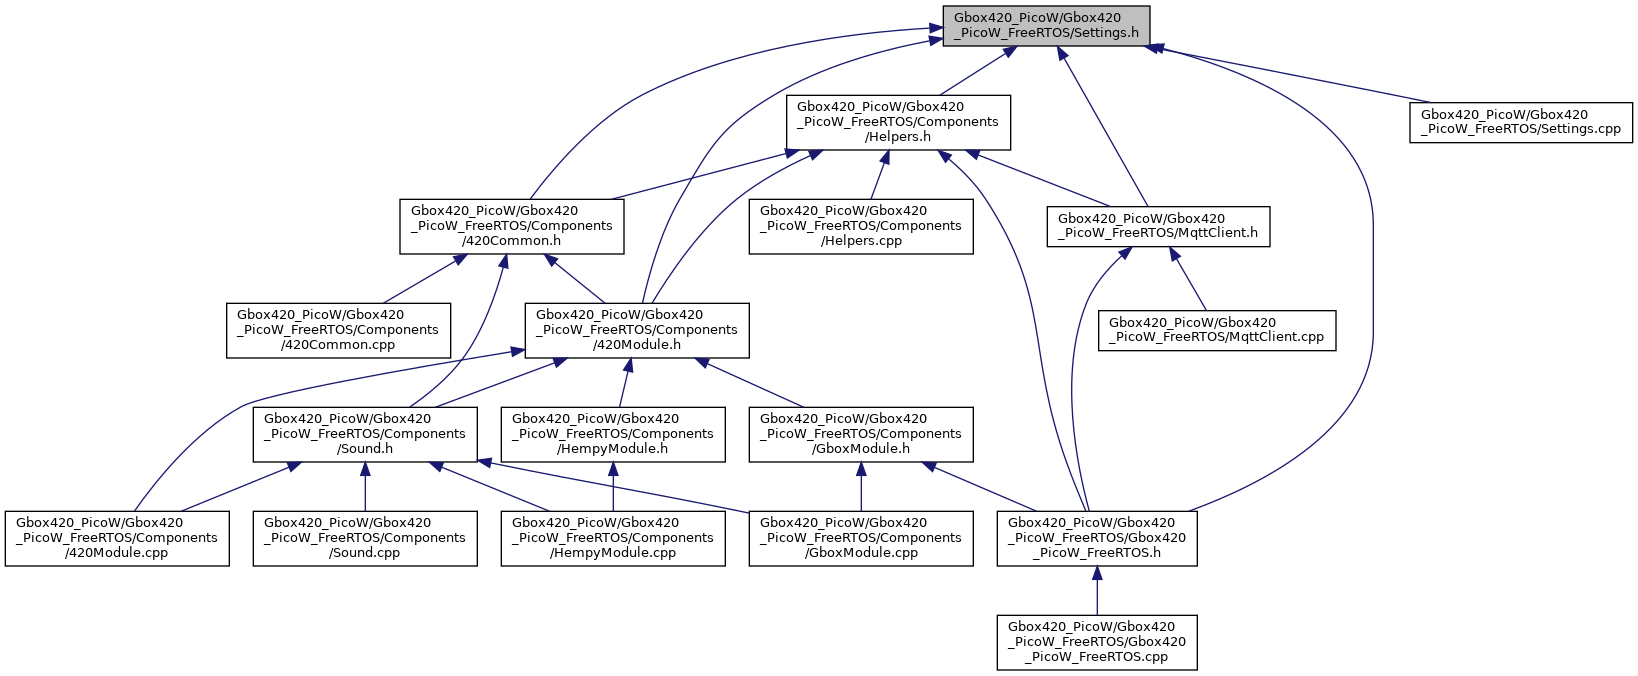 Gbox420_PicoW/Gbox420
_PicoW_FreeRTOS/Settings.h
Gbox420_PicoW/Gbox420
_PicoW_FreeRTOS/Components
/Helpers.h
Gbox420_PicoW/Gbox420
_PicoW_FreeRTOS/Settings.cpp
Gbox420_PicoW/Gbox420
_PicoW_FreeRTOS/Components
/420Common.h
Gbox420_PicoW/Gbox420
_PicoW_FreeRTOS/Components
/Helpers.cpp
Gbox420_PicoW/Gbox420
_PicoW_FreeRTOS/MqttClient.h
Gbox420_PicoW/Gbox420
_PicoW_FreeRTOS/Components
/420Common.cpp
Gbox420_PicoW/Gbox420
_PicoW_FreeRTOS/Components
/420Module.h
Gbox420_PicoW/Gbox420
_PicoW_FreeRTOS/MqttClient.cpp
Gbox420_PicoW/Gbox420
_PicoW_FreeRTOS/Components
/Sound.h
Gbox420_PicoW/Gbox420
_PicoW_FreeRTOS/Components
/HempyModule.h
Gbox420_PicoW/Gbox420
_PicoW_FreeRTOS/Components
/GboxModule.h
Gbox420_PicoW/Gbox420
_PicoW_FreeRTOS/Components
/420Module.cpp
Gbox420_PicoW/Gbox420
_PicoW_FreeRTOS/Components
/Sound.cpp
Gbox420_PicoW/Gbox420
_PicoW_FreeRTOS/Components
/HempyModule.cpp
Gbox420_PicoW/Gbox420
_PicoW_FreeRTOS/Components
/GboxModule.cpp
Gbox420_PicoW/Gbox420
_PicoW_FreeRTOS/Gbox420
_PicoW_FreeRTOS.h
Gbox420_PicoW/Gbox420
_PicoW_FreeRTOS/Gbox420
_PicoW_FreeRTOS.cpp